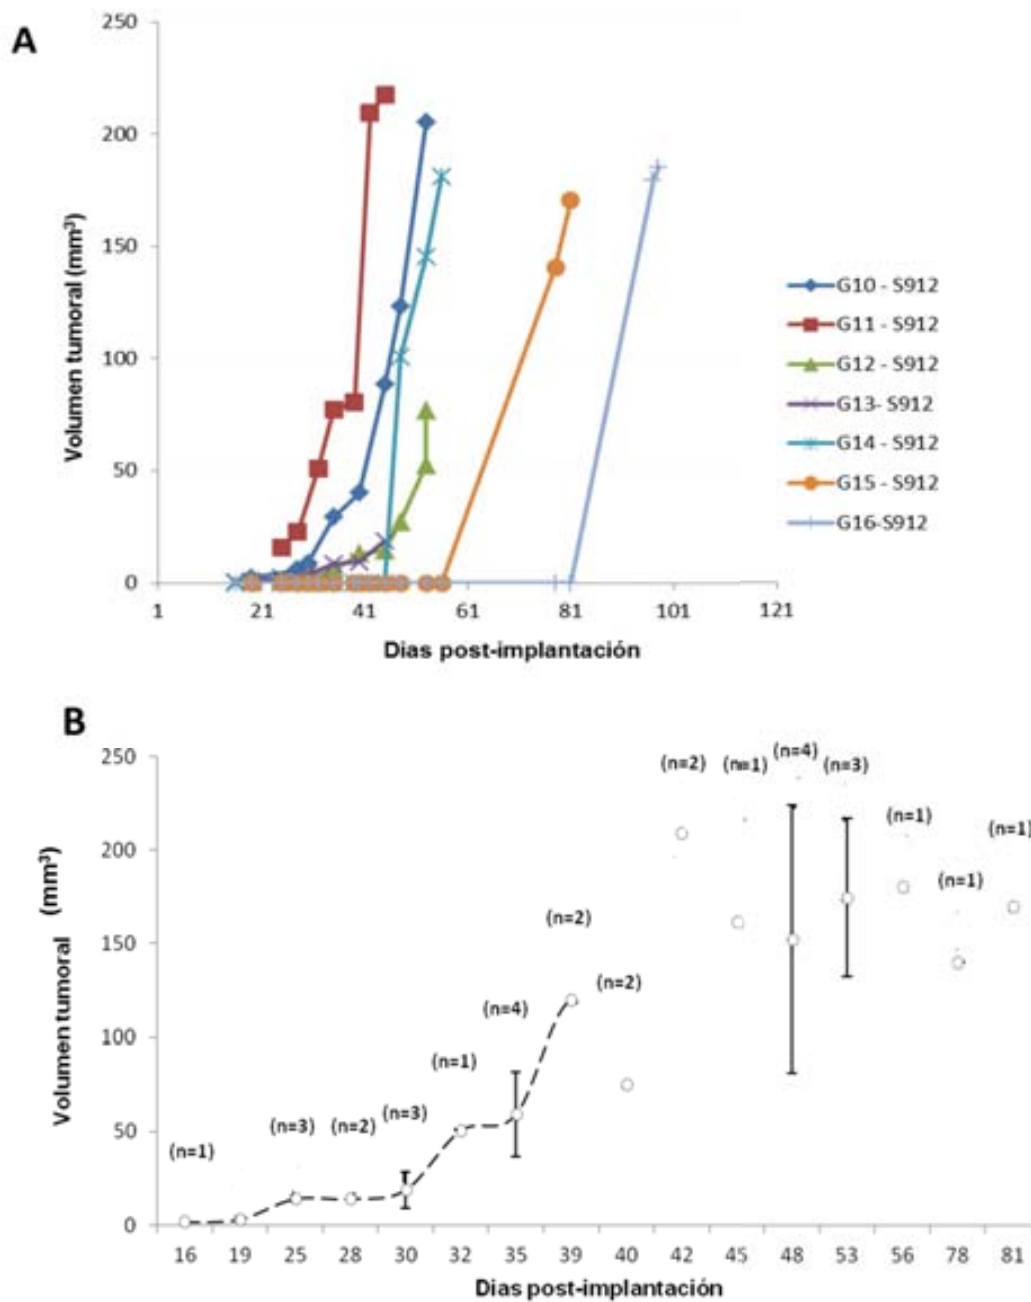 A
250
200
150
100
50
0
Volumen tumoral (mm³)
1 21 41 61 81 101 121
Dias post-implantación
G10 - S912
G11 - S912
G12 - S912
G13- S912
G14 - S912
G15 - S912
G16-S912
B
250
200
150
100
50
0
Volumen tumoral (mm³)
(n=1)
(n=3)
(n=2)
(n=3)
(n=1)
(n=4)
(n=2)
(n=2)
(n=2)
(n=1)
(n=4)
(n=3)
(n=1)
(n=1)
(n=1)
16 19 25 28 30 32 35 39 40 42 45 48 53 56 78 81
Dias post-implantación